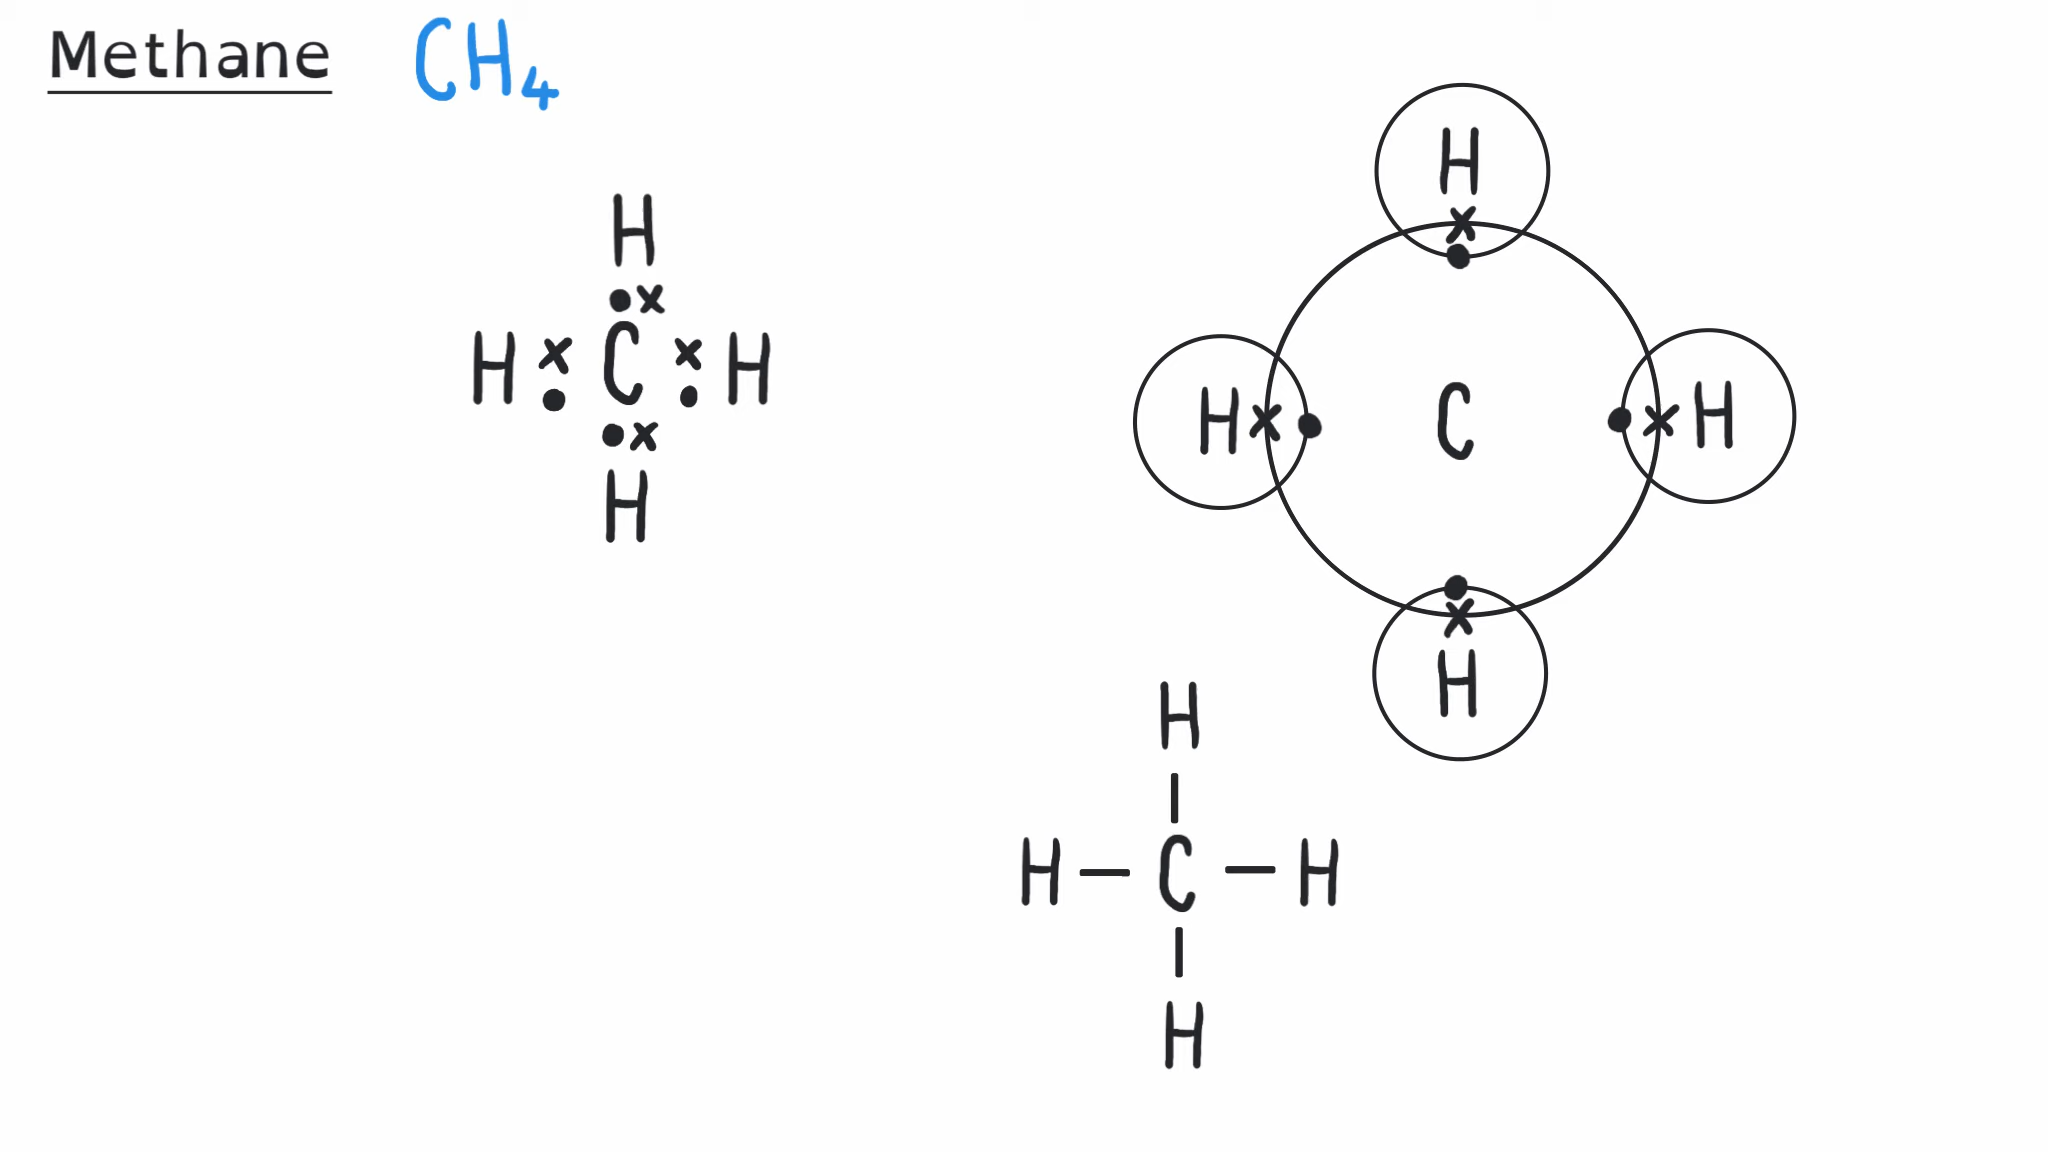 Methane CH₄
H
•x
H x• C x• H
•x
H
H
x
•
H x • C • x H
•
x
H
H
|
H — C — H
|
H